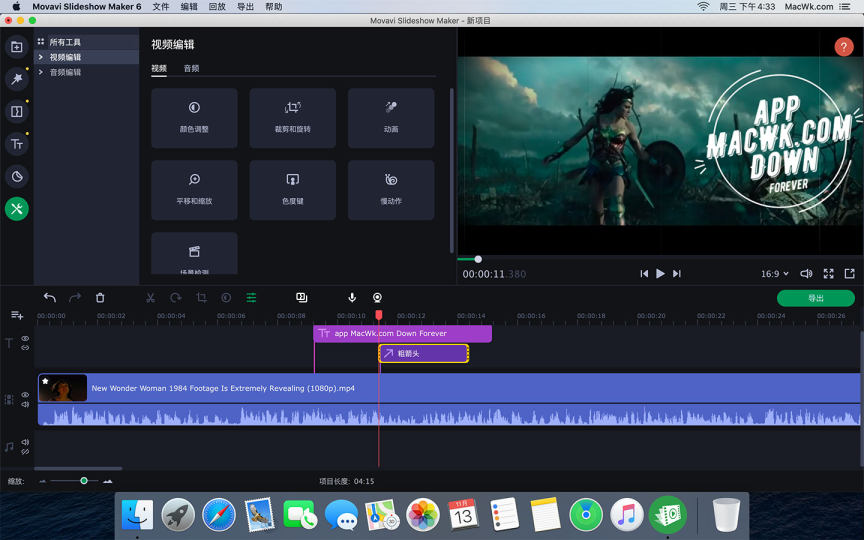 Movavi Slideshow Maker 6 文件 编辑 回放 导出 帮助
周三 下午4:33 MacWk.com
Movavi Slideshow Maker - 新项目
所有工具
视频编辑
音频编辑
视频编辑
视频 音频
颜色调整 裁剪和旋转 动画
平移和缩放 色度键 慢动作
场景检测
?
APP
MACWK.COM
DOWN
FOREVER
00:00:11.380
16:9
导出
00:00:00 00:00:02 00:00:04 00:00:06 00:00:08 00:00:10 00:00:12 00:00:14 00:00:16 00:00:18 00:00:20 00:00:22 00:00:24 00:00:26
app MacWk.com Down Forever
粗箭头
New Wonder Woman 1984 Footage Is Extremely Revealing (1080p).mp4
缩放:
项目长度: 04:15
11月
13